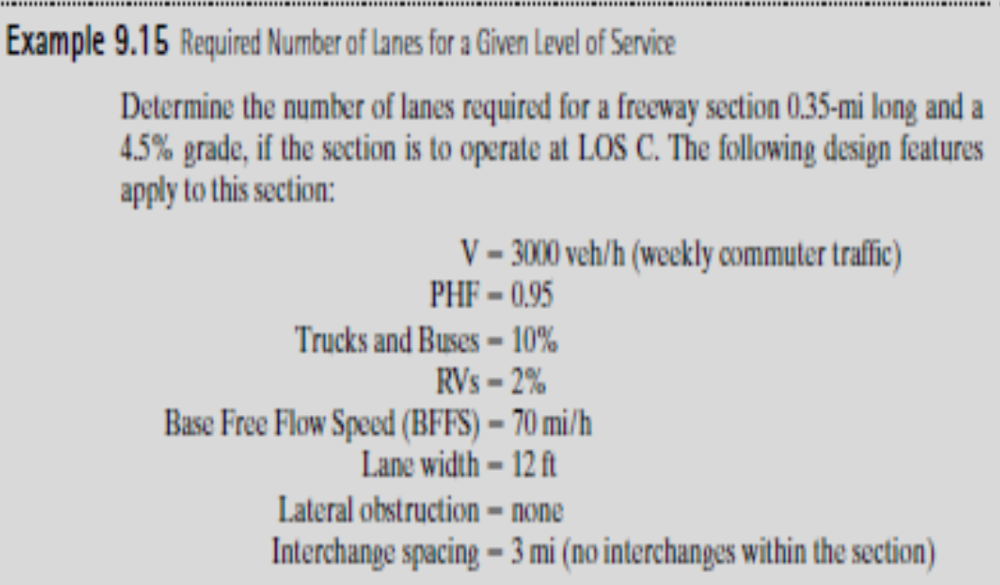 Example 9.15 Required Number of Lanes for a Given Level of Service
Determine the number of lanes required for a freeway section 0.35-mi long and a
4.5% grade, if the section is to operate at LOS C. The following design features
apply to this section:
V = 3000 veh/h (weekly commuter traffic)
PHF = 0.95
Trucks and Buses = 10%
RVs = 2%
Base Free Flow Speed (BFFS) = 70 mi/h
Lane width = 12 ft
Lateral obstruction = none
Interchange spacing = 3 mi (no interchanges within the section)